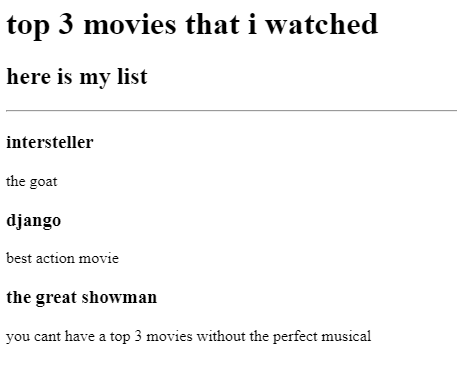 top 3 movies that i watched
here is my list
intersteller
the goat
django
best action movie
the great showman
you cant have a top 3 movies without the perfect musical